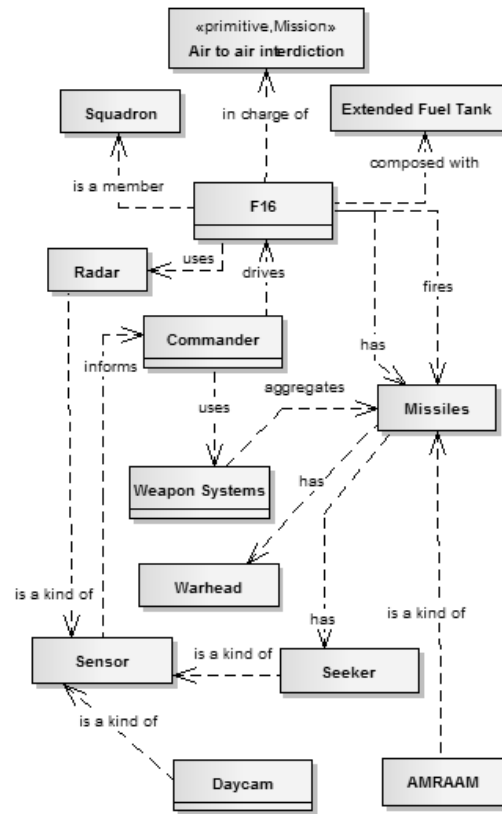 «primitive,Mission»
Air to air interdiction
Squadron
in charge of
Extended Fuel Tank
is a member
composed with
F16
Radar
uses
drives
fires
informs
Commander
has
uses
aggregates
Missiles
Weapon Systems
has
Warhead
is a kind of
has
is a kind of
Sensor
is a kind of
Seeker
is a kind of
Daycam
AMRAAM